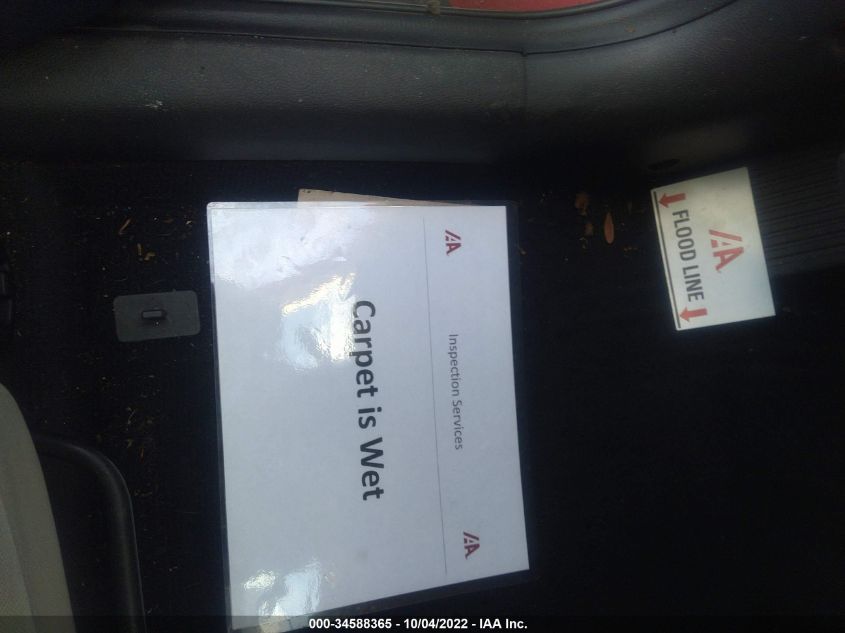 IAA
Inspection Services
IAA
Carpet is Wet
IAA
FLOOD LINE
000-34588365 - 10/04/2022 - IAA Inc.